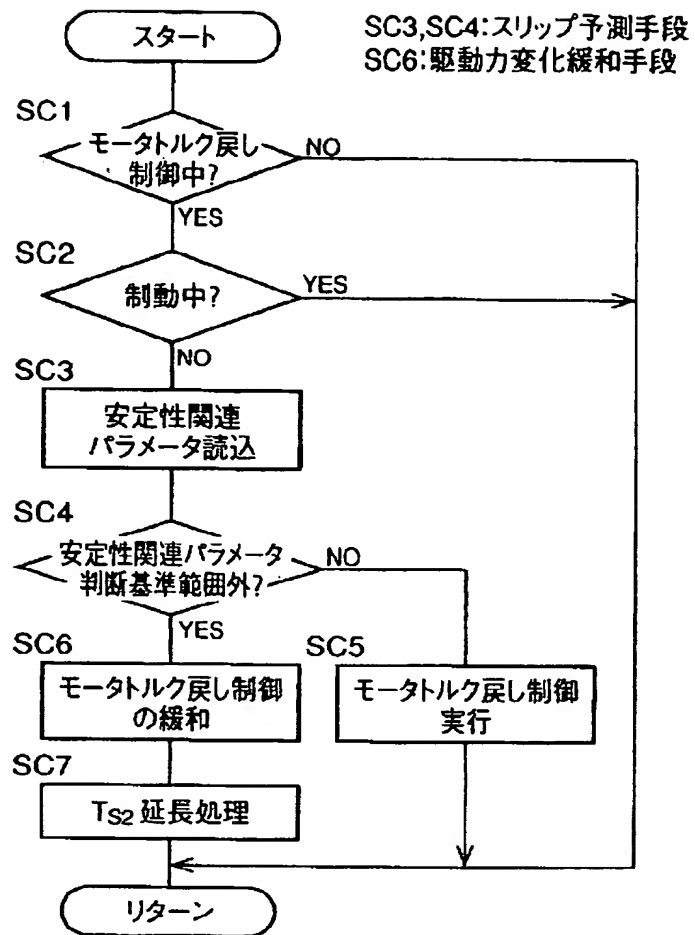 スタート
SC3,SC4:スリップ予測手段
SC6:駆動力変化緩和手段
SC1
モータトルク戻し
制御中?
NO
YES
SC2
制動中?
YES
NO
SC3
安定性関連
パラメータ読込
SC4
安定性関連パラメータ
判断基準範囲外?
NO
YES
SC6
モータトルク戻し制御
の緩和
SC5
モータトルク戻し制御
実行
SC7
TS2 延長処理
リターン